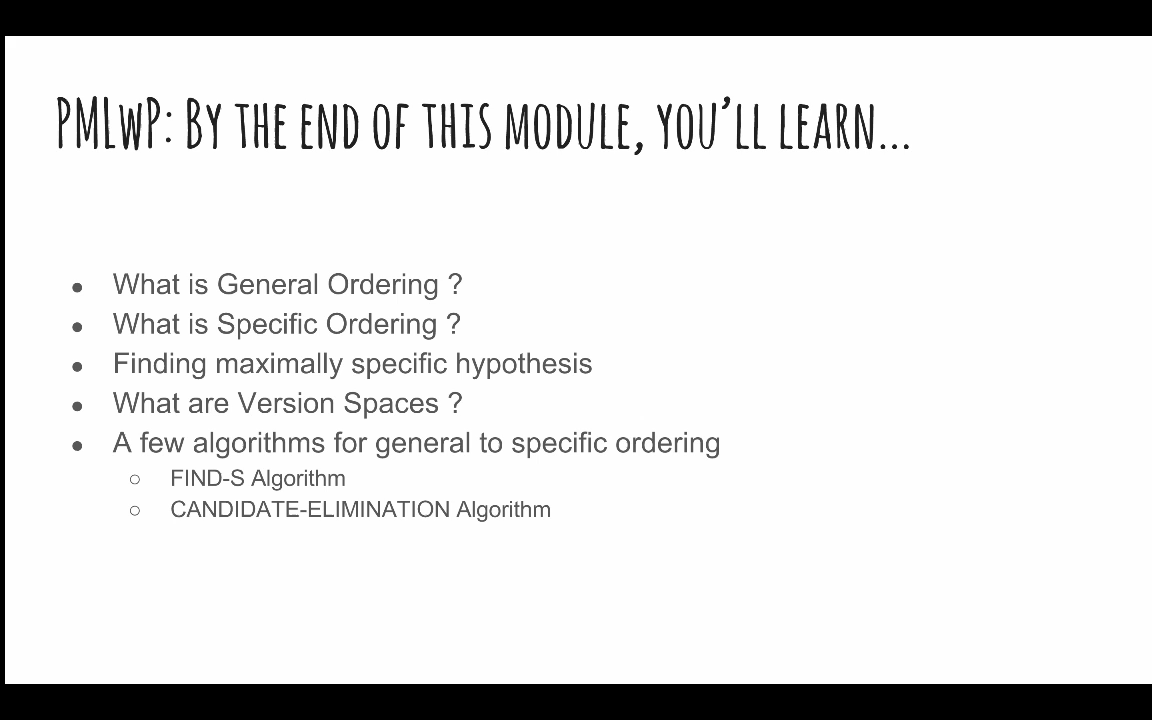 PMLwP: By the end of this module, you’ll learn...
● What is General Ordering ?
● What is Specific Ordering ?
● Finding maximally specific hypothesis
● What are Version Spaces ?
● A few algorithms for general to specific ordering
○ FIND-S Algorithm
○ CANDIDATE-ELIMINATION Algorithm